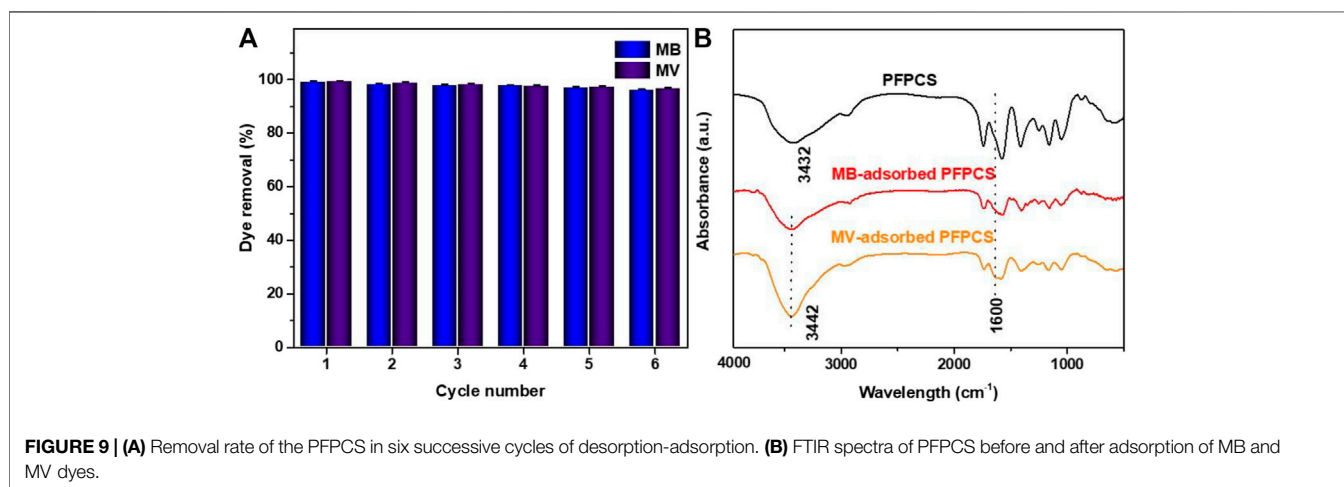 A
MB
MV
100
80
60
40
20
0
Dye removal (%)
1 2 3 4 5 6
Cycle number
B
PFPCS
3432
MB-adsorbed PFPCS
MV-adsorbed PFPCS
3442
1600
Absorbance (a.u.)
4000 3000 2000 1000
Wavelength (cm⁻¹)
FIGURE 9 | (A) Removal rate of the PFPCS in six successive cycles of desorption-adsorption. (B) FTIR spectra of PFPCS before and after adsorption of MB and
MV dyes.